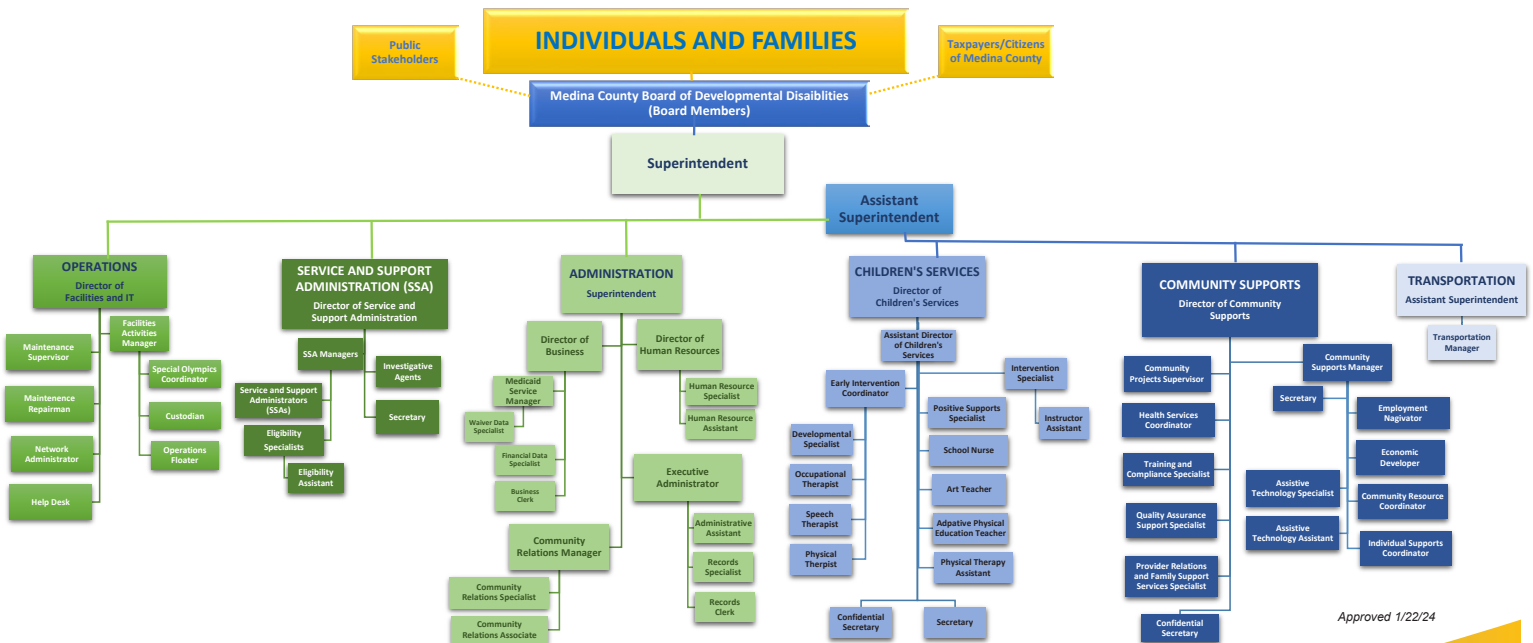 INDIVIDUALS AND FAMILIES
Public
Stakeholders
Taxpayers/Citizens
of Medina County
Medina County Board of Developmental Disaiblities
(Board Members)
Superintendent
Assistant
Superintendent
OPERATIONS
Director of
Facilities and IT
Facilities
Activities
Manager
Maintenance
Supervisor
Special Olympics
Coordinator
Maintenence
Repairman
Custodian
Network
Administrator
Operations
Floater
Help Desk
SERVICE AND SUPPORT
ADMINISTRATION (SSA)
Director of Service and
Support Administration
SSA Managers
Investigative
Agents
Service and Support
Administrators
(SSAs)
Secretary
Eligibility
Specialists
Eligibility
Assistant
ADMINISTRATION
Superintendent
Director of
Business
Director of
Human Resources
Medicaid
Service
Manager
Human Resource
Specialist
Waiver Data
Specialist
Human Resource
Assistant
Financial Data
Specialist
Business
Clerk
Executive
Administrator
Administrative
Assistant
Community
Relations Manager
Records
Specialist
Community
Relations Specialist
Records
Clerk
Community
Relations Associate
CHILDREN'S SERVICES
Director of
Children's Services
Assistant Director
of Children's
Services
Early Intervention
Coordinator
Intervention
Specialist
Positive Supports
Specialist
Instructor
Assistant
Developmental
Specialist
School Nurse
Occupational
Therapist
Art Teacher
Speech
Therapist
Adpative Physical
Education Teacher
Physical
Therpist
Physical Therapy
Assistant
Confidential
Secretary
Secretary
COMMUNITY SUPPORTS
Director of Community
Supports
Community
Projects Supervisor
Community
Supports Manager
Secretary
Employment
Nagivator
Health Services
Coordinator
Economic
Developer
Training and
Compliance Specialist
Assistive
Technology Specialist
Community Resource
Coordinator
Quality Assurance
Support Specialist
Assistive
Technology Assistant
Individual Supports
Coordinator
Provider Relations
and Family Support
Services Specialist
Confidential
Secretary
TRANSPORTATION
Assistant Superintendent
Transportation
Manager
Approved 1/22/24